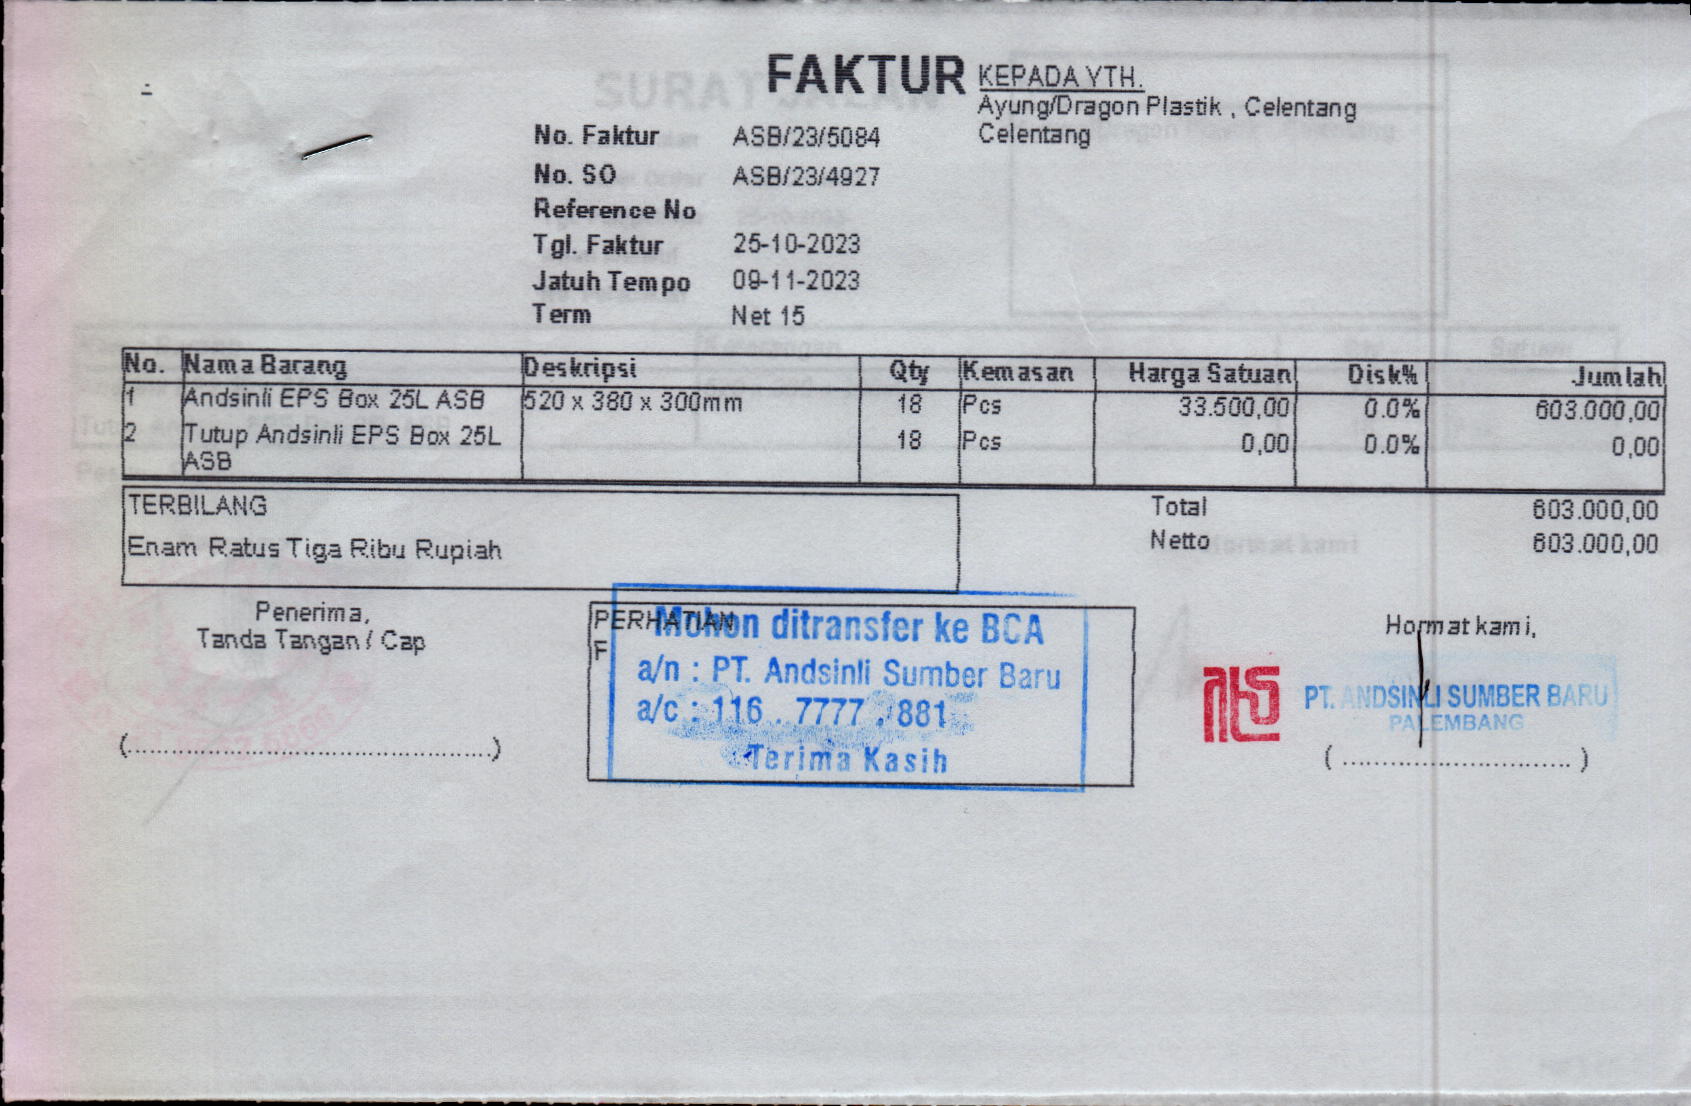 FAKTUR
KEPADA YTH.
Ayung/Dragon Plastik , Celentang
Celentang
No. Faktur ASB/23/5084
No. SO ASB/23/4927
Reference No
Tgl. Faktur 25-10-2023
Jatuh Tempo 09-11-2023
Term Net 15
No. Nama Barang Deskripsi Qty Kemasan Harga Satuan Disk% Jumlah
1 Andsinli EPS Box 25L ASB 520 x 380 x 300mm 18 Pcs 33.500,00 0.0% 603.000,00
2 Tutup Andsinli EPS Box 25L 18 Pcs 0,00 0.0% 0,00
ASB
TERBILANG
Enam Ratus Tiga Ribu Rupiah
Total 603.000,00
Netto 603.000,00
Penerima,
Tanda Tangan / Cap
(....................................................)
PERHATIAN
F
Mohon ditransfer ke BCA
a/n : PT. Andsinli Sumber Baru
a/c : 116 . 7777 . 881
Terima Kasih
Hormat kami,
PT. ANDSINLI SUMBER BARU
PALEMBANG
( ................................ )